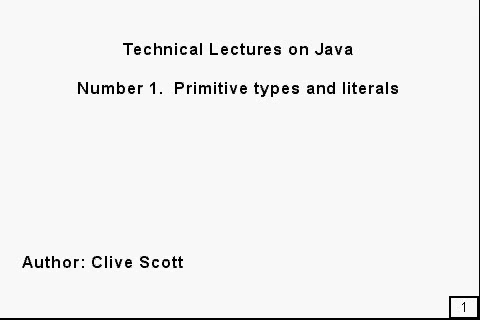 Technical Lectures on Java
Number 1.  Primitive types and literals
Author: Clive Scott
1